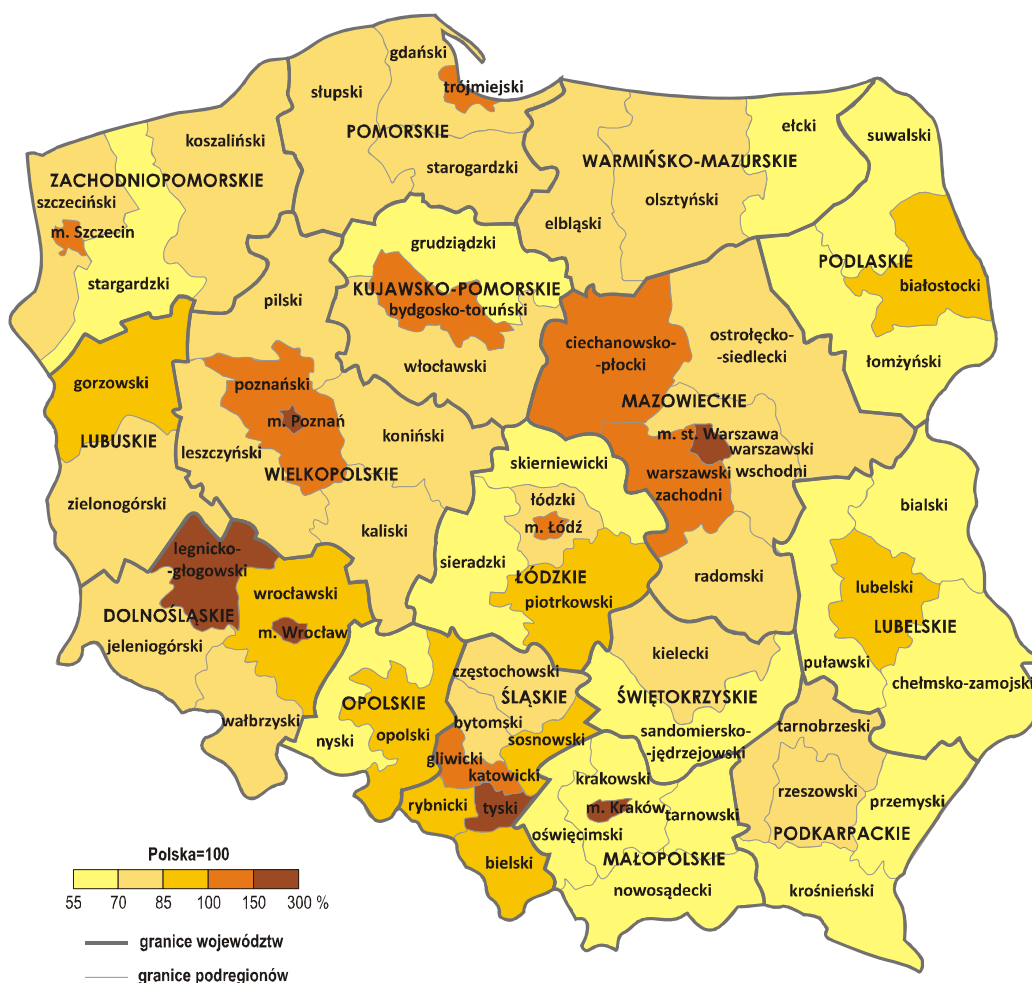 gdański
trójmiejski
słupski
POMORSKIE
koszaliński
starogardzki
ełcki
suwalski
WARMIŃSKO-MAZURSKIE
ZACHODNIOPOMORSKIE
szczeciński
m. Szczecin
stargardzki
elbląski
olsztyński
grudziądzki
PODLASKIE
białostocki
pilski
KUJAWSKO-POMORSKIE
bydgosko-toruński
ciechanowsko-
-płocki
ostrołęcko-
-siedlecki
łomżyński
gorzowski
poznański
włocławski
MAZOWIECKIE
LUBUSKIE
m. Poznań
koniński
leszczyński
WIELKOPOLSKIE
m. st. Warszawa
warszawski
wschodni
warszawski
zachodni
skierniewicki
zielonogórski
łódzki
m. Łódź
kaliski
bialski
legnicko-
-głogowski
sieradzki
ŁÓDZKIE
piotrkowski
radomski
wrocławski
lubelski
DOLNOŚLĄSKIE
m. Wrocław
LUBELSKIE
jeleniogórski
kielecki
puławski
częstochowski
chełmsko-zamojski
OPOLSKIE
ŚLĄSKIE
ŚWIĘTOKRZYSKIE
wałbrzyski
nyski
opolski
bytomski
sosnowski
sandomiersko-
-jędrzejowski
tarnobrzeski
gliwicki
katowicki
krakowski
rzeszowski
przemyski
rybnicki
tyski
m. Kraków
tarnowski
oświęcimski
PODKARPACKIE
bielski
MAŁOPOLSKIE
nowosądecki
krośnieński
Polska=100
55 70 85 100 150 300 %
granice województw
granice podregionów